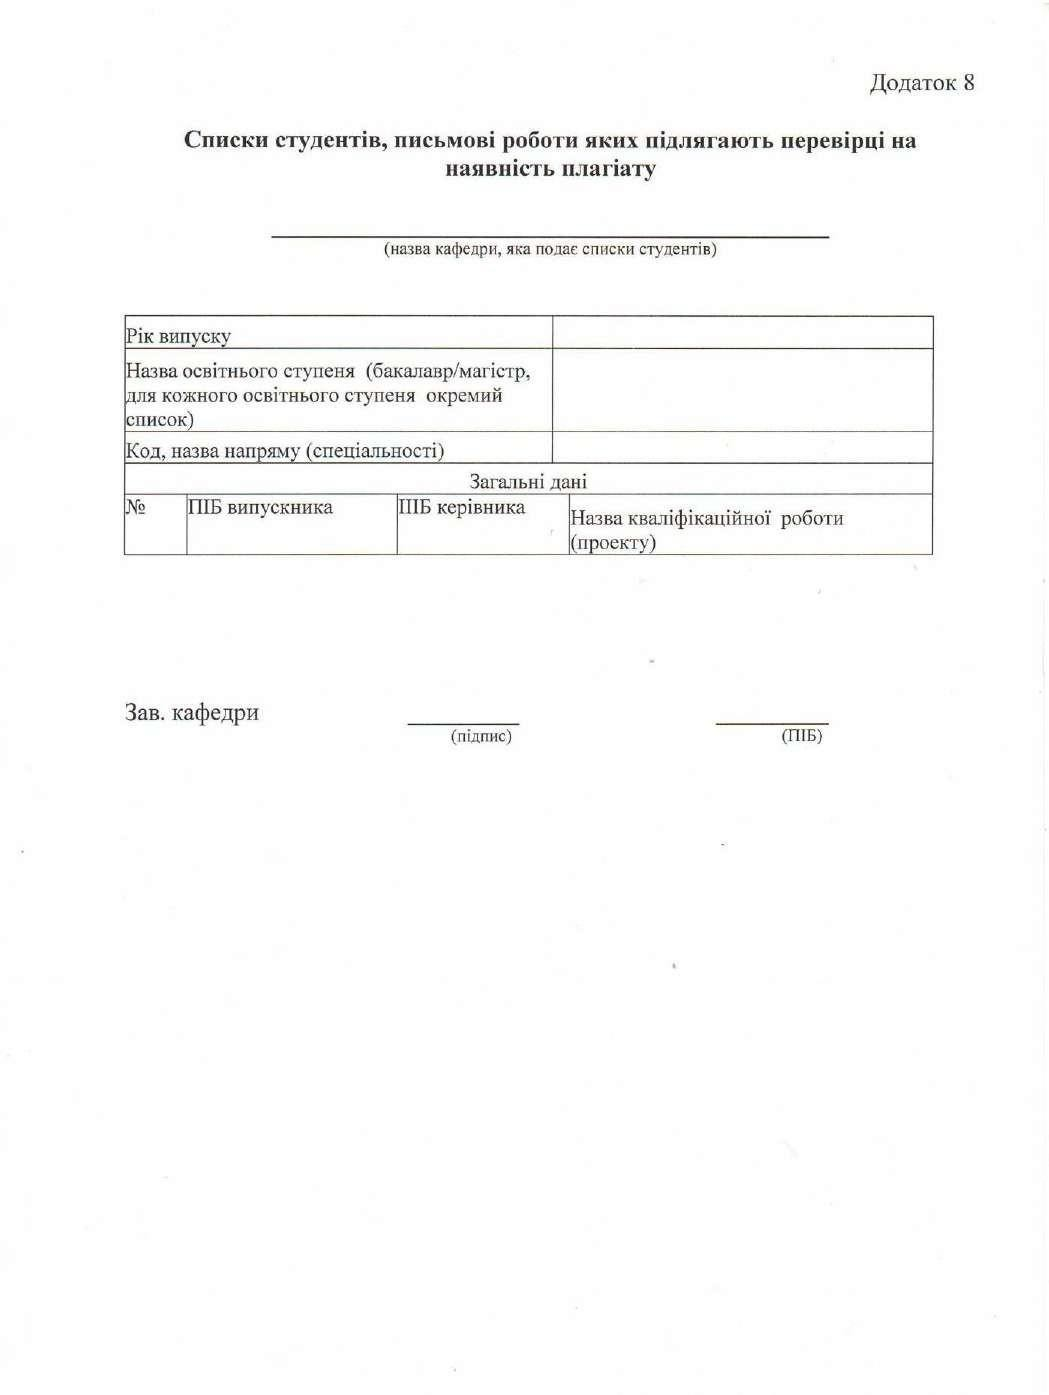 Додаток 8
Списки студентів, письмові роботи яких підлягають перевірці на
наявність плагіату
(назва кафедри, яка подає списки студентів)
Рік випуску
Назва освітнього ступеня (бакалавр/магістр,
для кожного освітнього ступеня окремий
список)
Код, назва напряму (спеціальності)
Загальні дані
№ ПІБ випускника ПІБ керівника Назва кваліфікаційної роботи
(проекту)
Зав. кафедри
(підпис) (ПІБ)